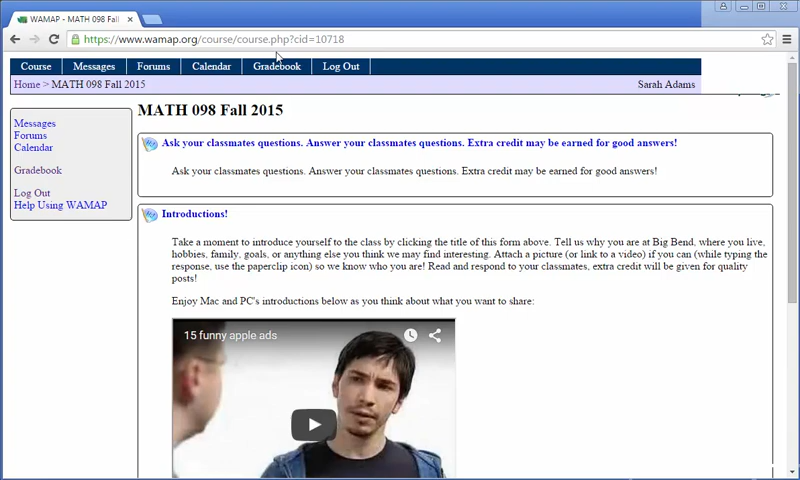 WAMAP - MATH 098 Fall
https://www.wamap.org/course/course.php?cid=10718
Course Messages Forums Calendar Gradebook Log Out
Home > MATH 098 Fall 2015 Sarah Adams
Messages
Forums
Calendar
Gradebook
Log Out
Help Using WAMAP
MATH 098 Fall 2015
Ask your classmates questions. Answer your classmates questions. Extra credit may be earned for good answers!
Ask your classmates questions. Answer your classmates questions. Extra credit may be earned for good answers!
Introductions!
Take a moment to introduce yourself to the class by clicking the title of this form above. Tell us why you are at Big Bend, where you live,
hobbies, family, goals, or anything else you think we may find interesting. Attach a picture (or link to a video) if you can (while typing the
response, use the paperclip icon) so we know who you are! Read and respond to your classmates, extra credit will be given for quality
posts!
Enjoy Mac and PC's introductions below as you think about what you want to share:
15 funny apple ads